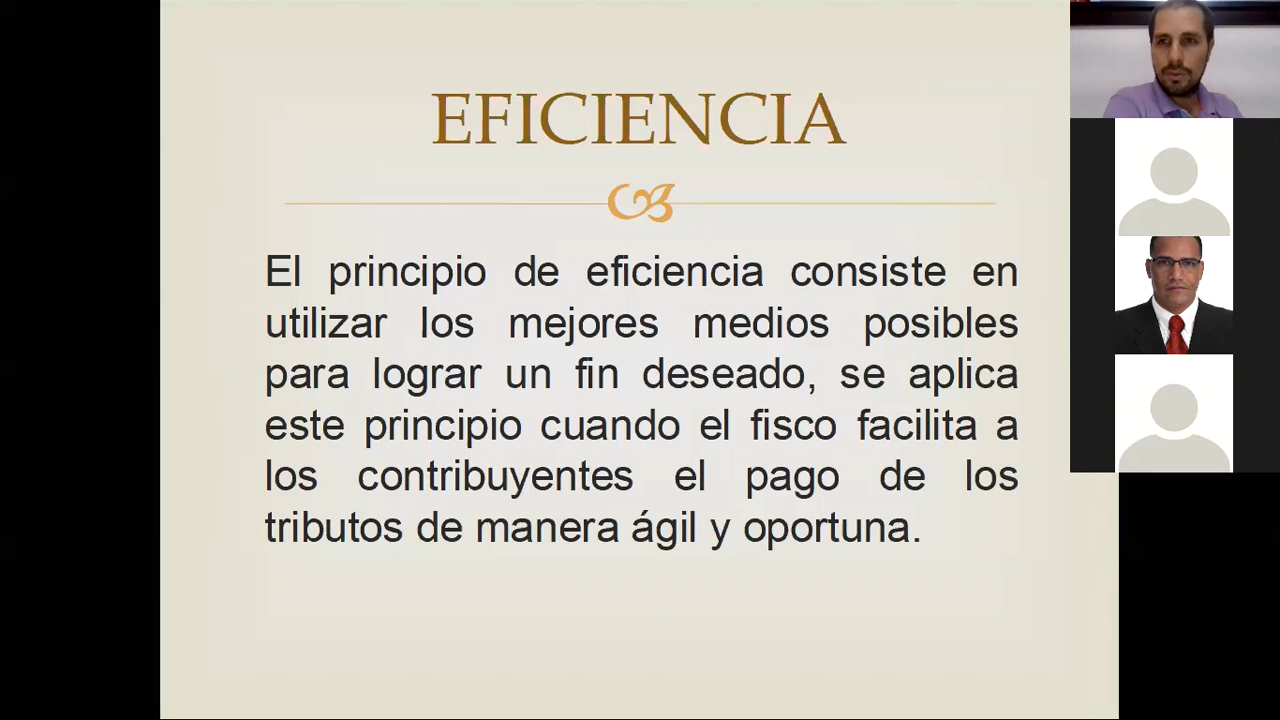 EFICIENCIA
El principio de eficiencia consiste en
utilizar los mejores medios posibles
para lograr un fin deseado, se aplica
este principio cuando el fisco facilita a
los contribuyentes el pago de los
tributos de manera ágil y oportuna.